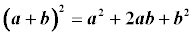 (a + b)² = a² + 2ab + b²